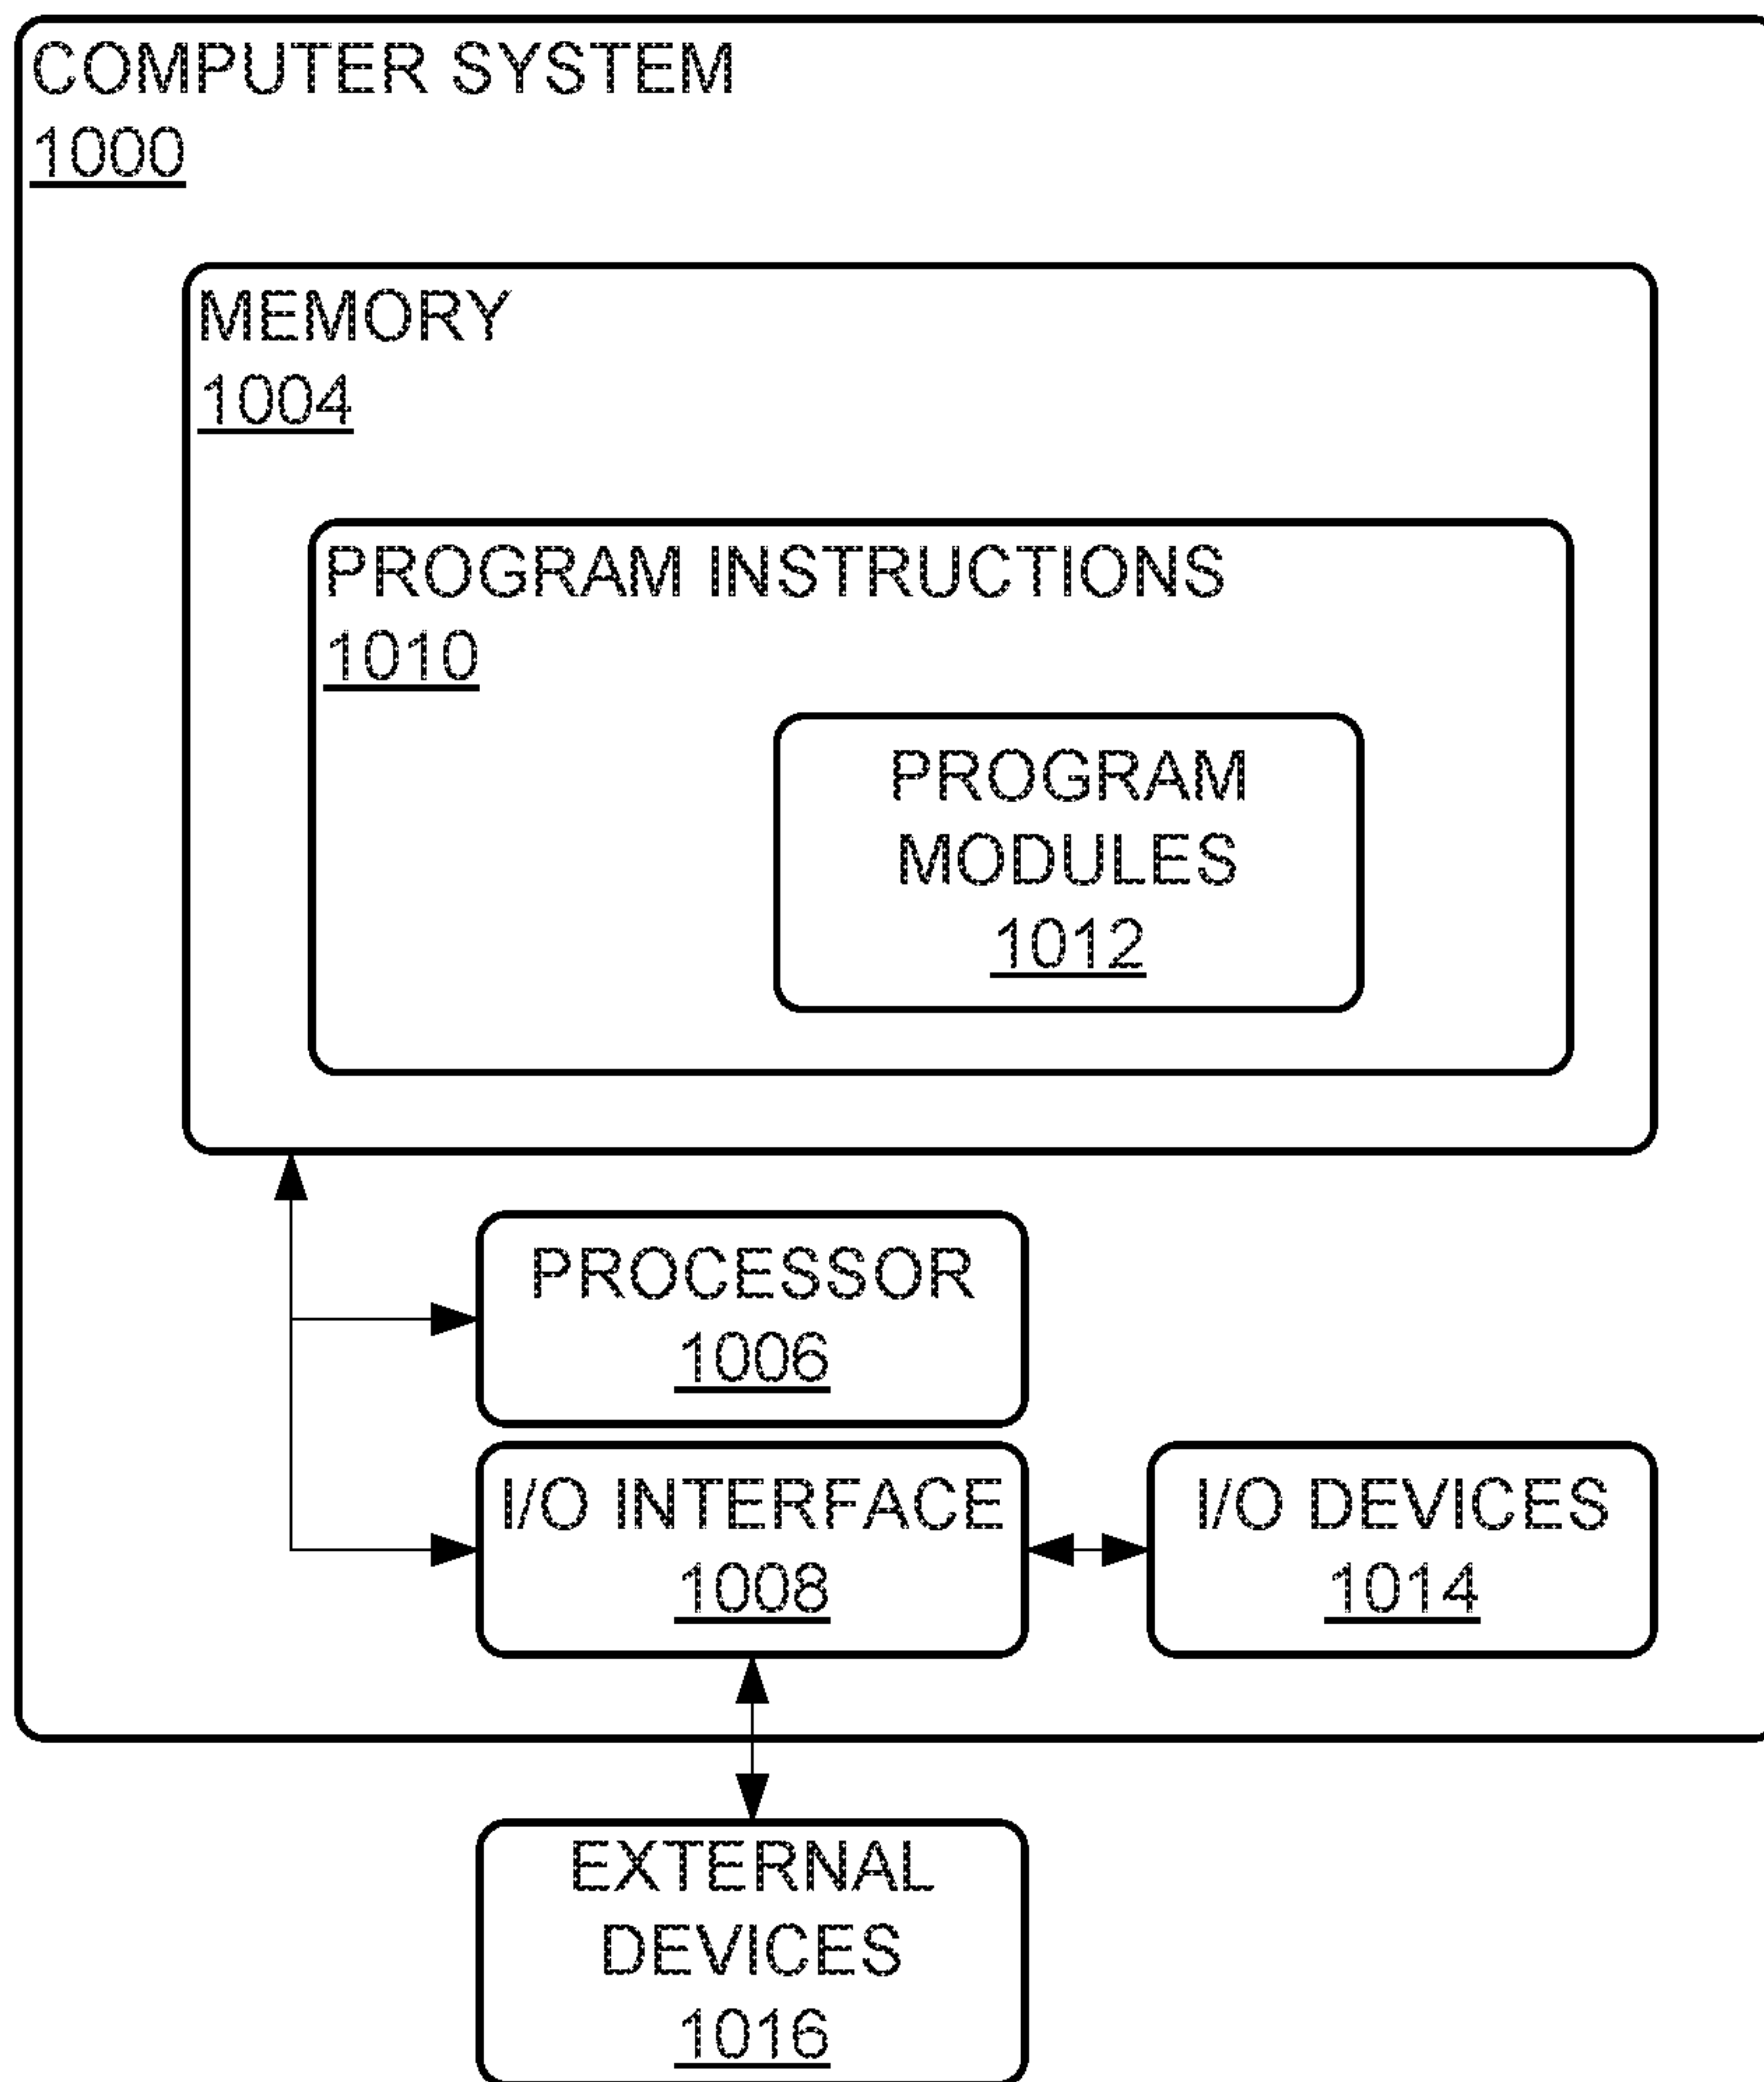 COMPUTER SYSTEM
1000
MEMORY
1004
PROGRAM INSTRUCTIONS
1010
PROGRAM
MODULES
1012
PROCESSOR
1006
I/O INTERFACE
1008
I/O DEVICES
1014
EXTERNAL
DEVICES
1016